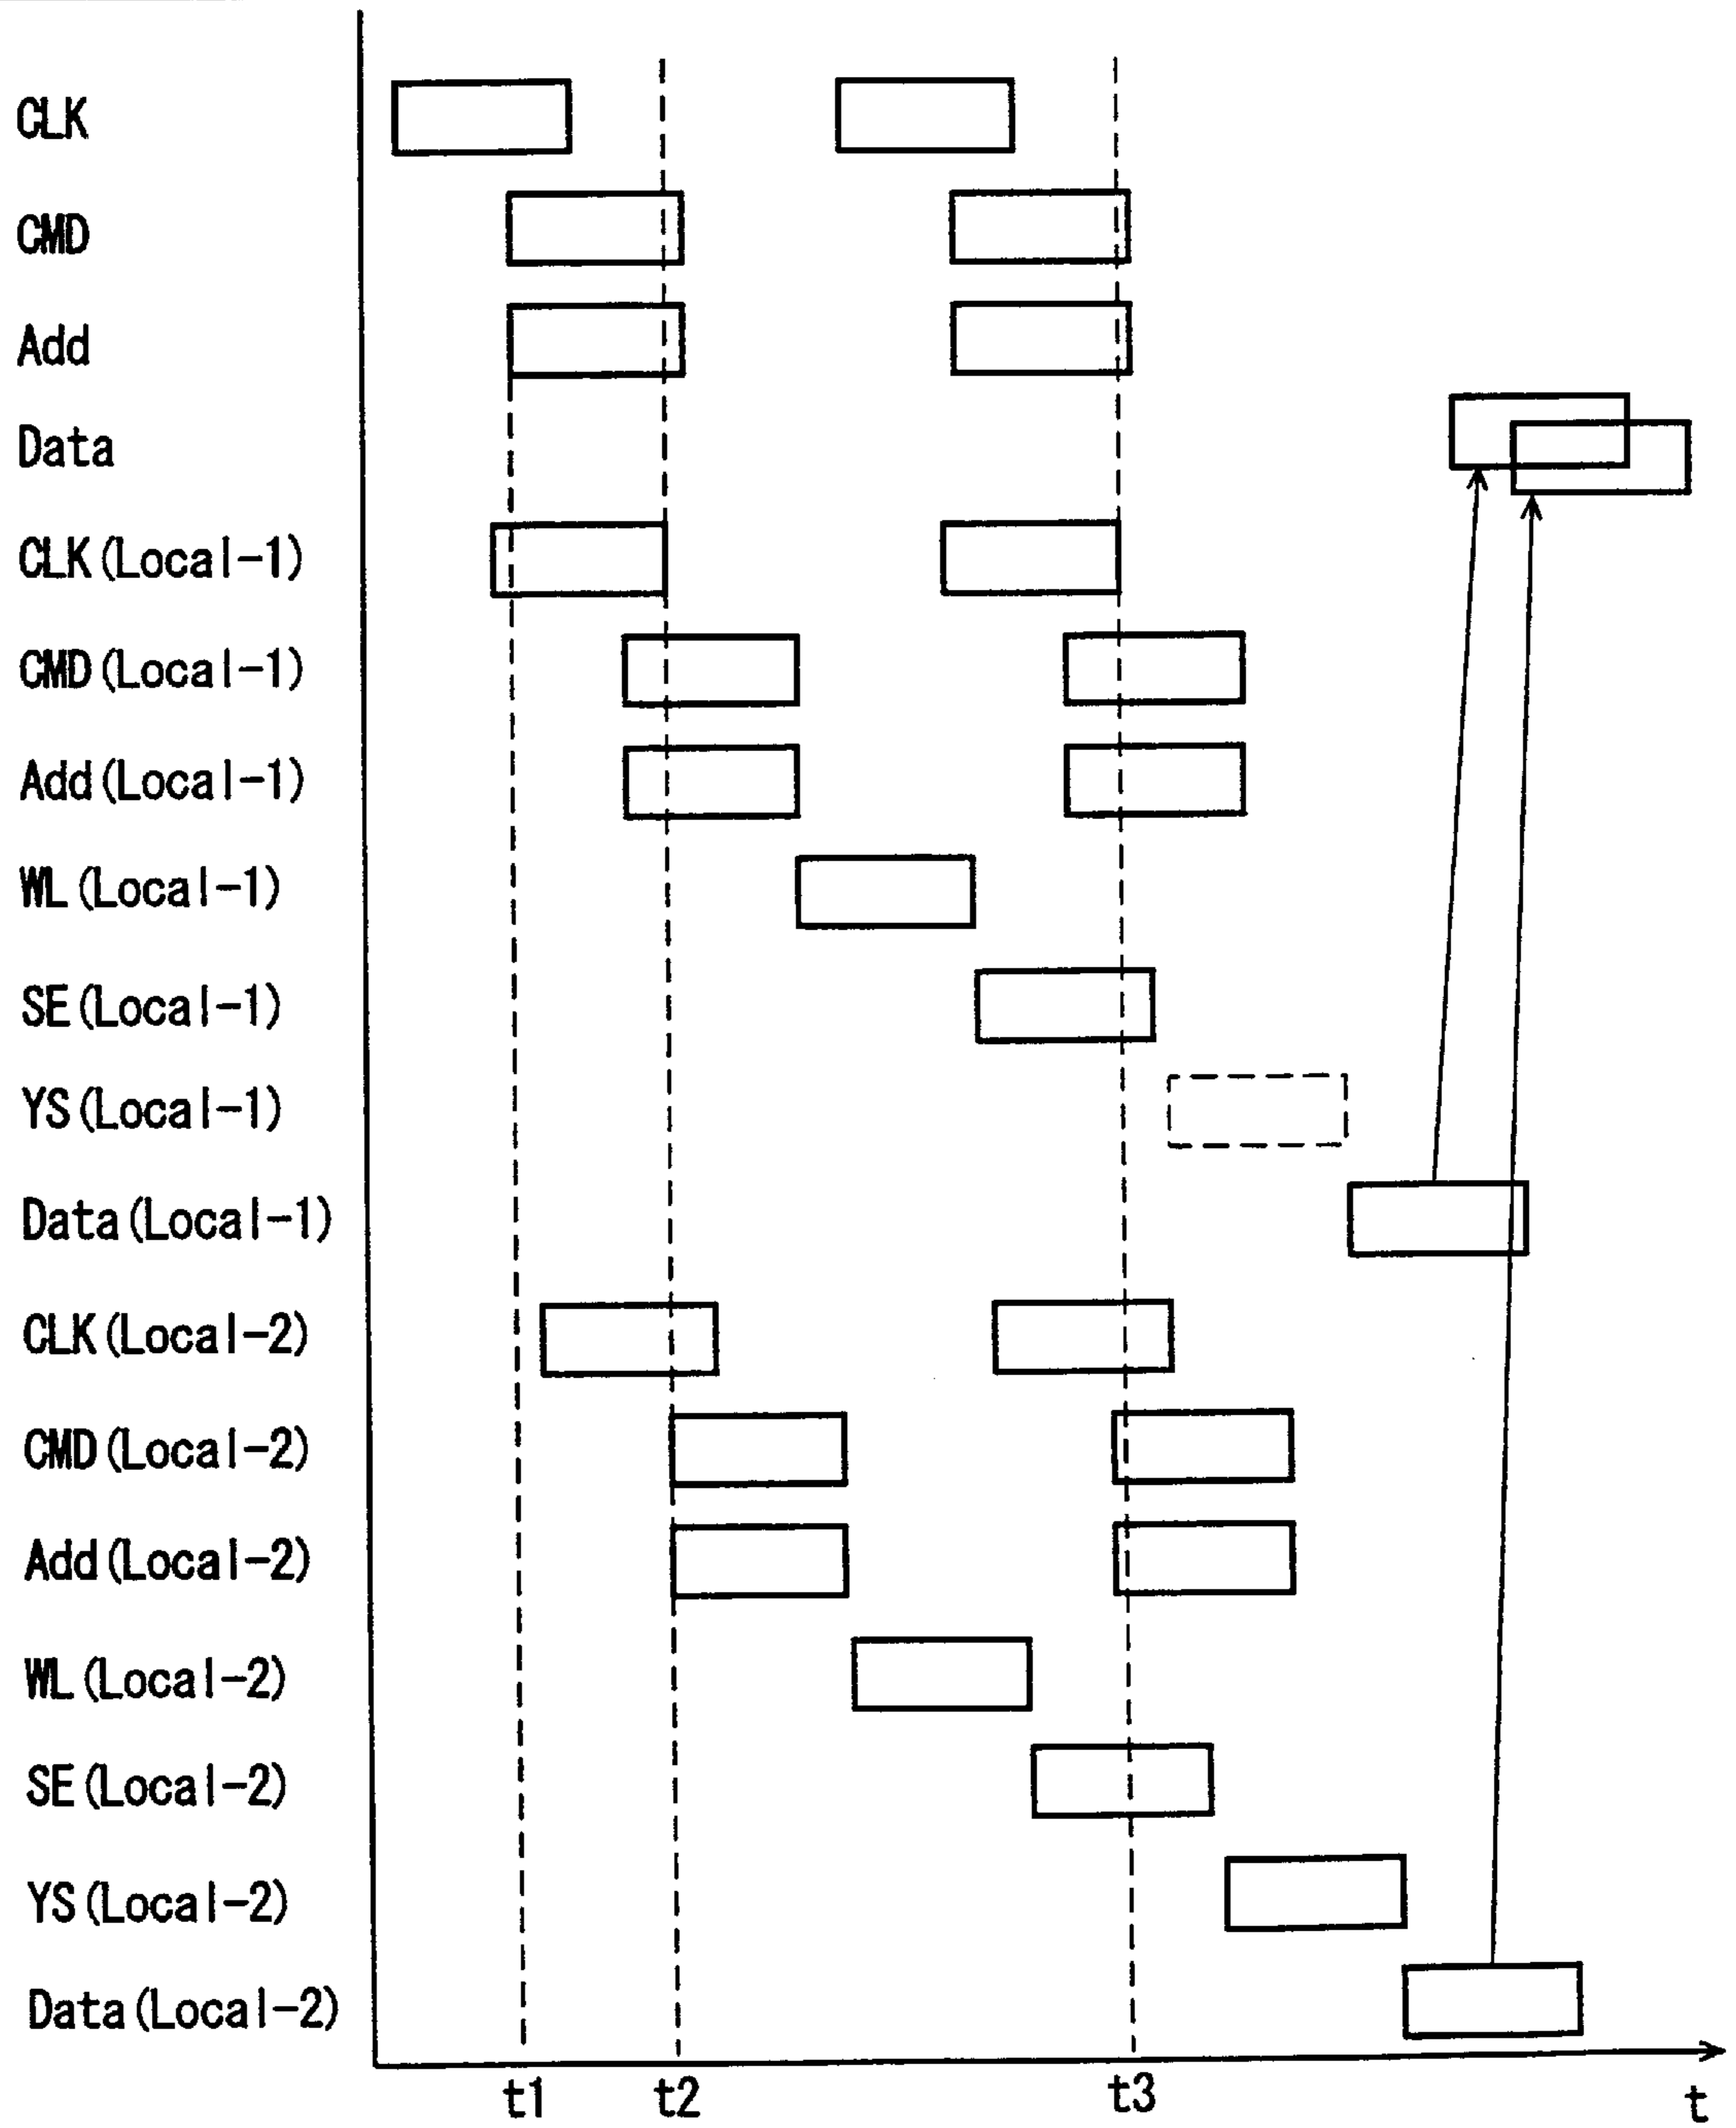 CLK
CMD
Add
Data
CLK(Local-1)
CMD(Local-1)
Add(Local-1)
WL(Local-1)
SE(Local-1)
YS(Local-1)
Data(Local-1)
CLK(Local-2)
CMD(Local-2)
Add(Local-2)
WL(Local-2)
SE(Local-2)
YS(Local-2)
Data(Local-2)
t1 t2 t3 t